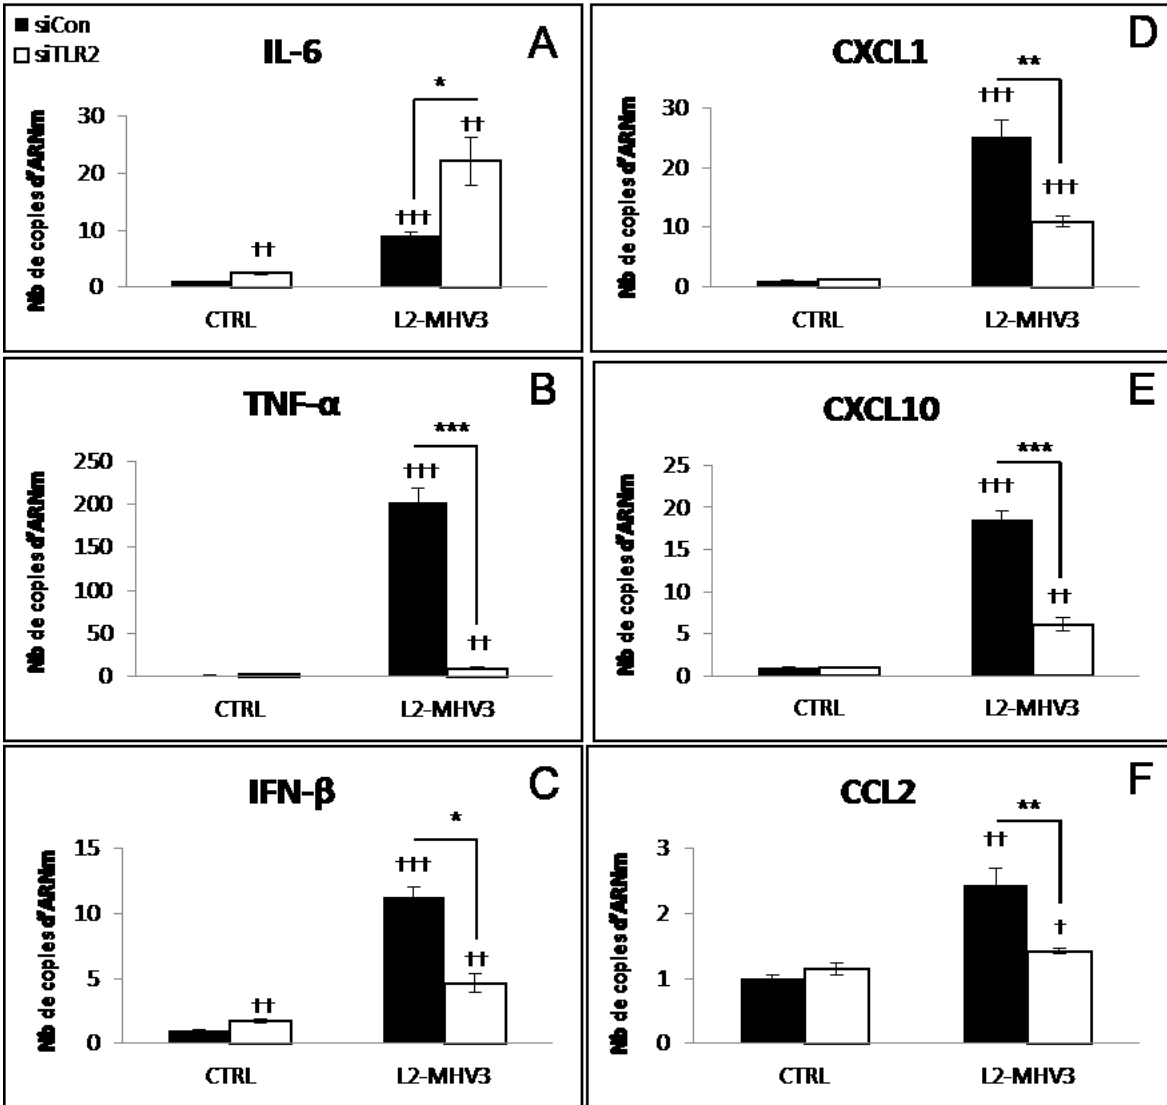 siCon
siTLR2
IL-6
A
Nb de copies d'ARNm
30
20
10
0
*
††
†††
††
CTRL
L2-MHV3
CXCL1
D
Nb de copies d'ARNm
30
20
10
0
**
†††
†††
CTRL
L2-MHV3
TNF-α
B
Nb de copies d'ARNm
250
200
150
100
50
0
***
†††
††
CTRL
L2-MHV3
CXCL10
E
Nb de copies d'ARNm
25
20
15
10
5
0
***
†††
††
CTRL
L2-MHV3
IFN-β
C
Nb de copies d'ARNm
15
10
5
0
*
†††
††
††
CTRL
L2-MHV3
CCL2
F
Nb de copies d'ARNm
3
2
1
0
**
††
†
CTRL
L2-MHV3